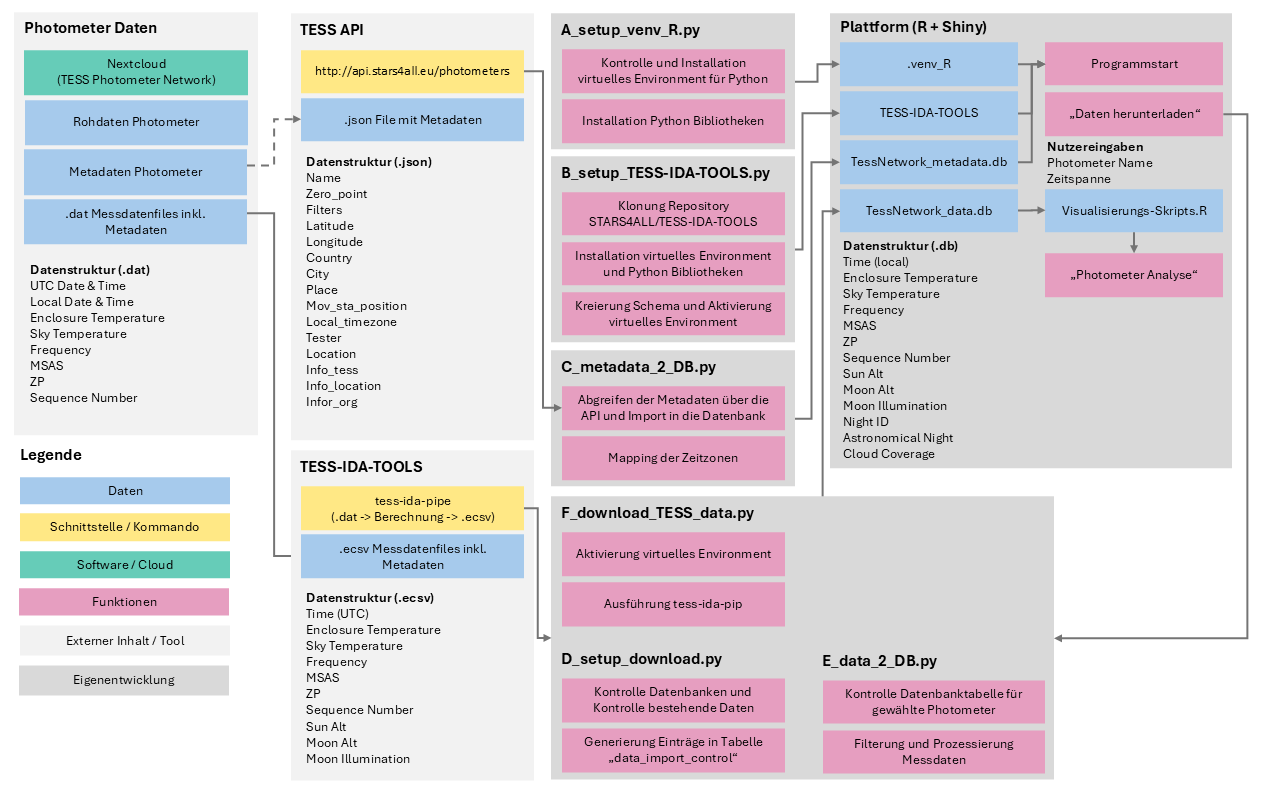 Photometer Daten
Nextcloud
(TESS Photometer Network)
Rohdaten Photometer
Metadaten Photometer
.dat Messdatenfiles inkl.
Metadaten
Datenstruktur (.dat)
UTC Date & Time
Local Date & Time
Enclosure Temperature
Sky Temperature
Frequency
MSAS
ZP
Sequence Number
Legende
Daten
Schnittstelle / Kommando
Software / Cloud
Funktionen
Externer Inhalt / Tool
Eigenentwicklung
TESS API
http://api.stars4all.eu/photometers
.json File mit Metadaten
Datenstruktur (.json)
Name
Zero_point
Filters
Latitude
Longitude
Country
City
Place
Mov_sta_position
Local_timezone
Tester
Location
Info_tess
Info_location
Infor_org
TESS-IDA-TOOLS
tess-ida-pipe
(.dat -> Berechnung -> .ecsv)
.ecsv Messdatenfiles inkl.
Metadaten
Datenstruktur (.ecsv)
Time (UTC)
Enclosure Temperature
Sky Temperature
Frequency
MSAS
ZP
Sequence Number
Sun Alt
Moon Alt
Moon Illumination
A_setup_venv_R.py
Kontrolle und Installation
virtuelles Environment für Python
Installation Python Bibliotheken
B_setup_TESS-IDA-TOOLS.py
Klonung Repository
STARS4ALL/TESS-IDA-TOOLS
Installation virtuelles Environment
und Python Bibliotheken
Kreierung Schema und Aktivierung
virtuelles Environment
C_metadata_2_DB.py
Abgreifen der Metadaten über die
API und Import in die Datenbank
Mapping der Zeitzonen
F_download_TESS_data.py
Aktivierung virtuelles Environment
Ausführung tess-ida-pip
D_setup_download.py
Kontrolle Datenbanken und
Kontrolle bestehende Daten
Generierung Einträge in Tabelle
„data_import_control“
E_data_2_DB.py
Kontrolle Datenbanktabelle für
gewählte Photometer
Filterung und Prozessierung
Messdaten
Plattform (R + Shiny)
.venv_R
TESS-IDA-TOOLS
TessNetwork_metadata.db
TessNetwork_data.db
Datenstruktur (.db)
Time (local)
Enclosure Temperature
Sky Temperature
Frequency
MSAS
ZP
Sequence Number
Sun Alt
Moon Alt
Moon Illumination
Night ID
Astronomical Night
Cloud Coverage
Programmstart
„Daten herunterladen“
Nutzereingaben
Photometer Name
Zeitspanne
Visualisierungs-Skripts.R
„Photometer Analyse“